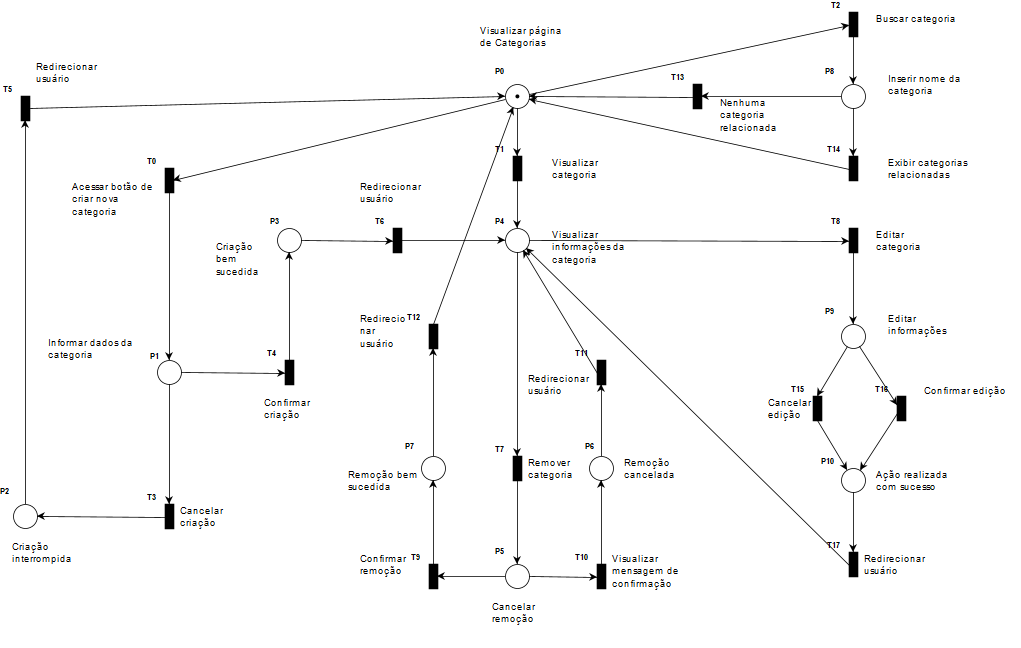 T2
Buscar categoria
Visualizar página
de Categorias
Redirecionar
usuário
P0
T13
P8
Inserir nome da
categoria
T5
Nenhuma
categoria
relacionada
T1
T14
T0
Visualizar
categoria
Exibir categorias
relacionadas
Acessar botão de
criar nova
categoria
Redirecionar
usuário
P3
T6
P4
T8
Criação
bem
sucedida
Visualizar
informações da
categoria
Editar
categoria
P9
Editar
informações
Redirecio
nar
usuário
T12
Informar dados da
categoria
P1
T4
T11
Redirecionar
usuário
T15
Cancelar
edição
T16
Confirmar edição
Confirmar
criação
P7
T7
P6
P10
Remoção bem
sucedida
Remover
categoria
Remoção
cancelada
Ação realizada
com sucesso
P2
T3
Cancelar
criação
Criação
interrompida
Confirmar
remoção
T9
P5
T10
Visualizar
mensagem de
confirmação
T17
Redirecionar
usuário
Cancelar
remoção